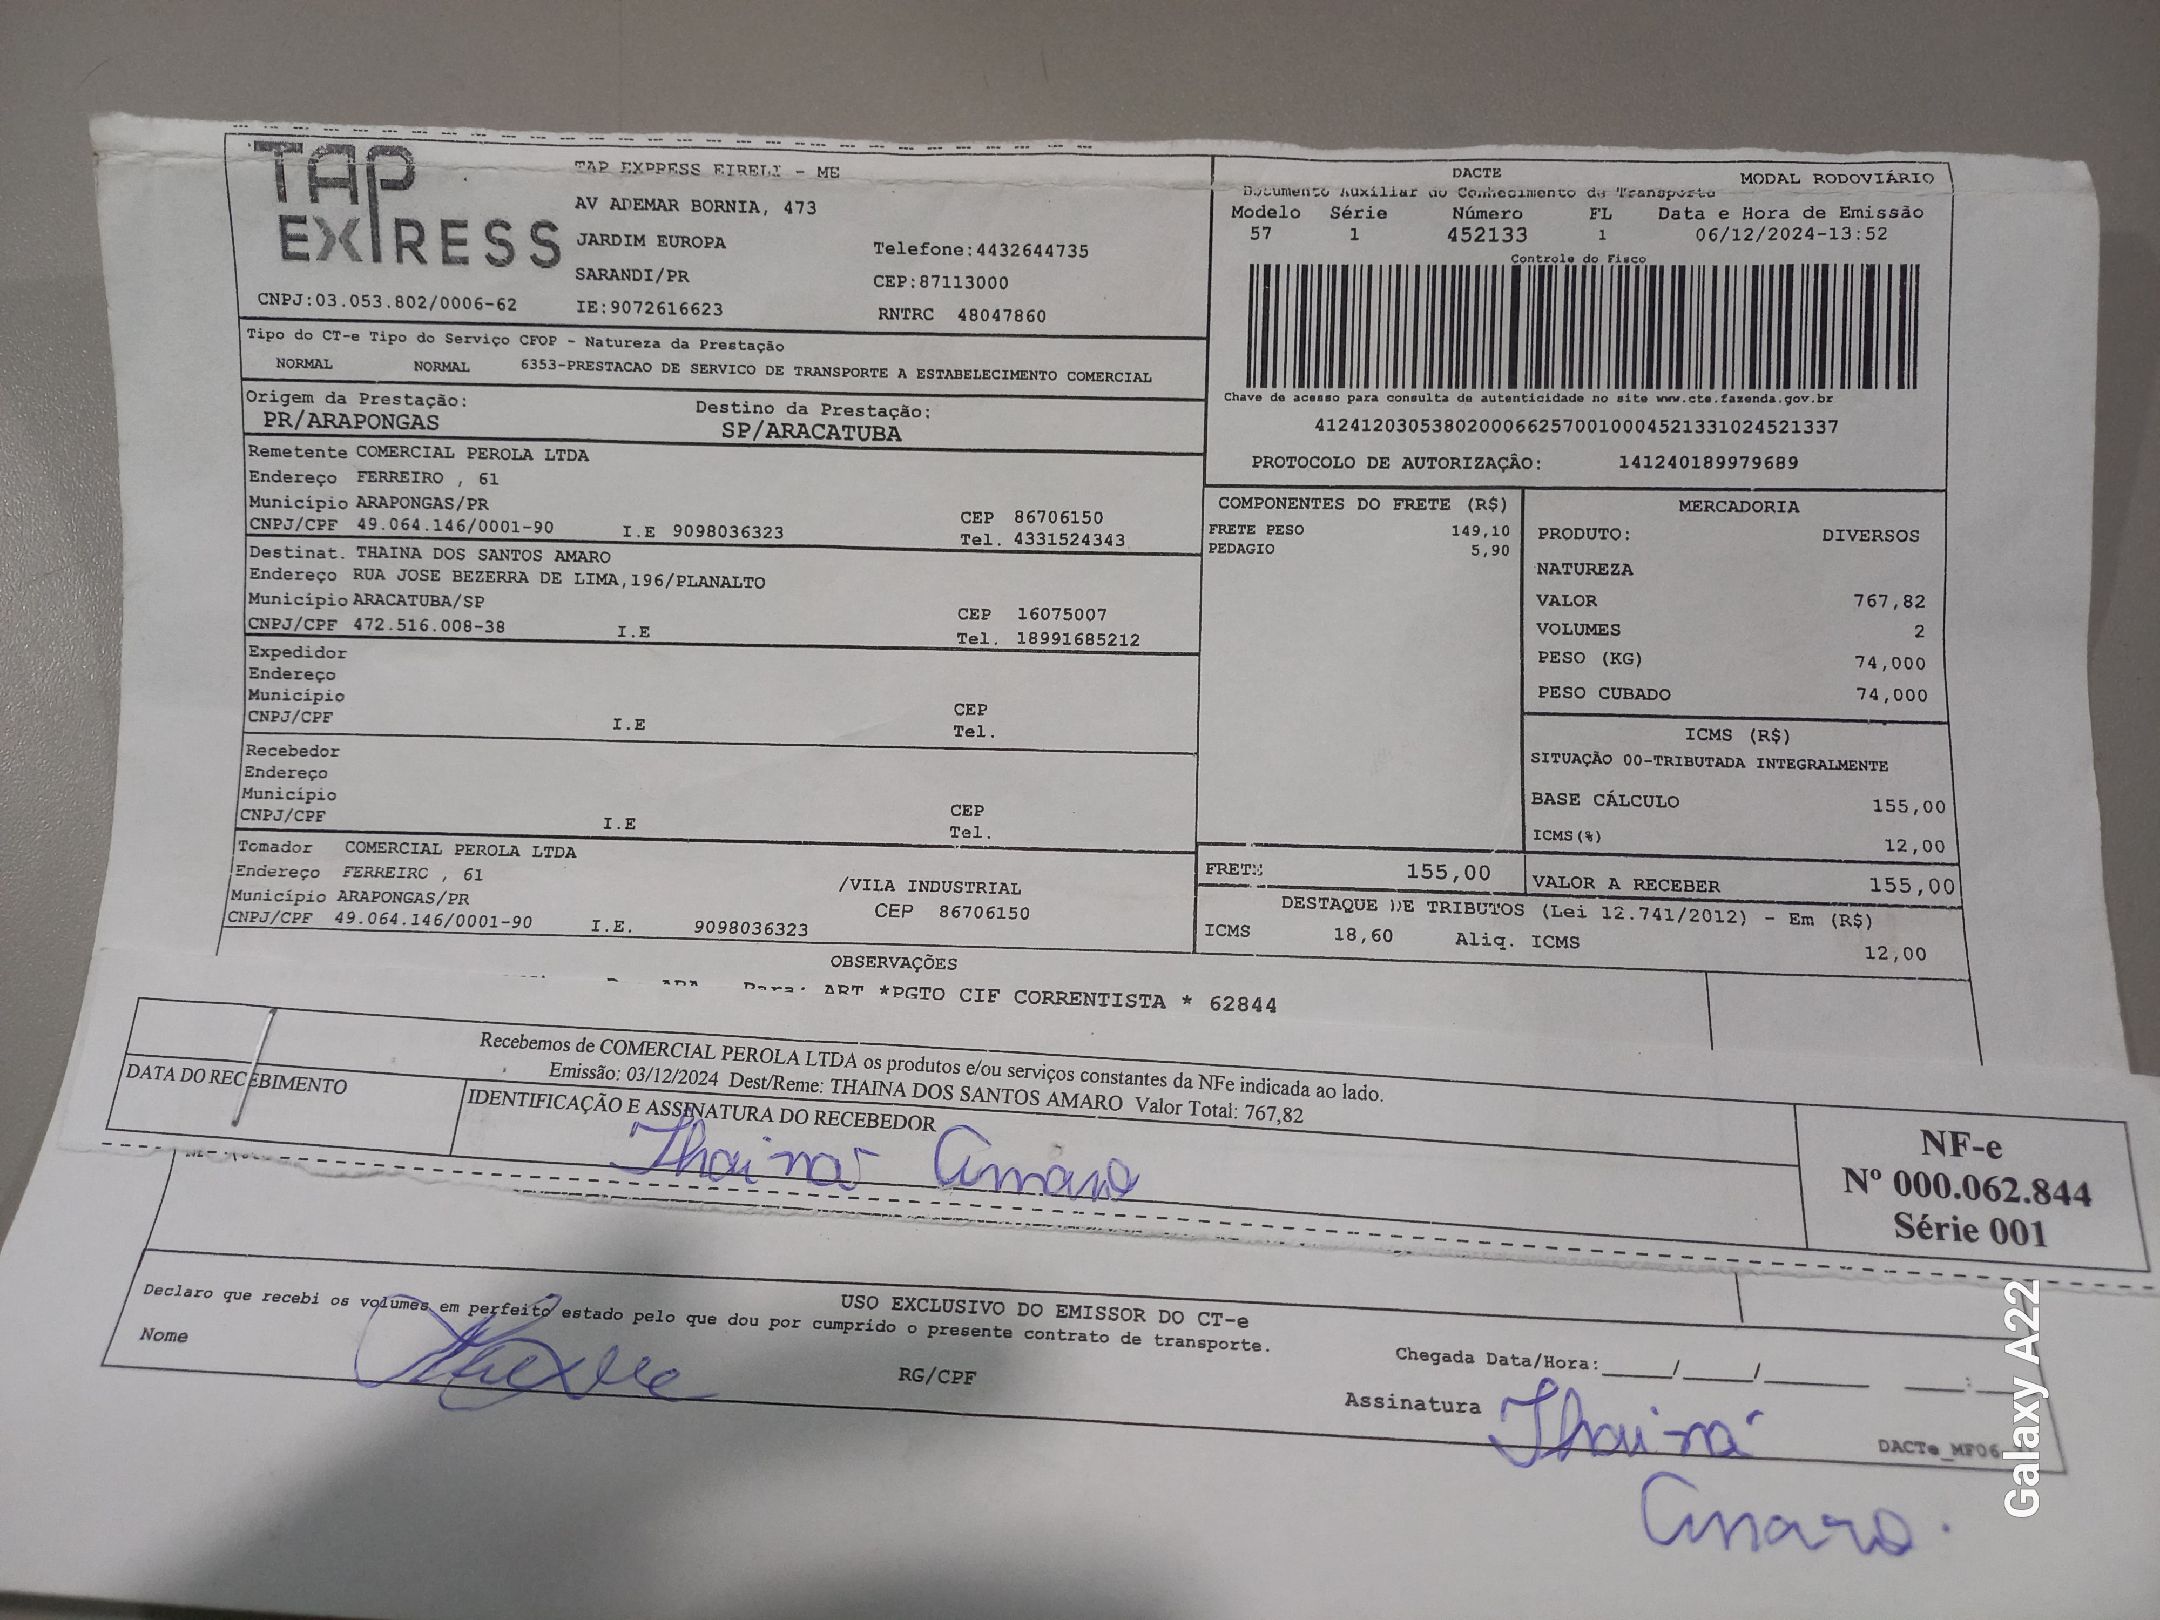 TAP EXPRESS
TAP EXPRESS EIRELI - ME
AV ADEMAR BORNIA, 473
JARDIM EUROPA
Telefone:4432644735
SARANDI/PR
CEP:87113000
CNPJ:03.053.802/0006-62
IE:9072616623
RNTRC 48047860
DACTE
MODAL RODOVIÁRIO
Documento Auxiliar do Conhecimento de Transporte
Modelo Série Número FL Data e Hora de Emissão
57 1 452133 1 06/12/2024-13:52
Controle do Fisco
Chave de acesso para consulta de autenticidade no site www.cte.fazenda.gov.br
41241203053802000662570010004521331024521337
PROTOCOLO DE AUTORIZAÇÃO: 141240189979689
Tipo do CT-e Tipo do Serviço CFOP - Natureza da Prestação
NORMAL NORMAL 6353-PRESTACAO DE SERVICO DE TRANSPORTE A ESTABELECIMENTO COMERCIAL
Origem da Prestação: Destino da Prestação:
PR/ARAPONGAS SP/ARACATUBA
Remetente COMERCIAL PEROLA LTDA
Endereço FERREIRO , 61
Município ARAPONGAS/PR CEP 86706150
CNPJ/CPF 49.064.146/0001-90 I.E 9098036323 Tel. 4331524343
Destinat. THAINA DOS SANTOS AMARO
Endereço RUA JOSE BEZERRA DE LIMA,196/PLANALTO
Município ARACATUBA/SP CEP 16075007
CNPJ/CPF 472.516.008-38 I.E Tel. 18991685212
Expedidor
Endereço
Município CEP
CNPJ/CPF I.E Tel.
Recebedor
Endereço
Município CEP
CNPJ/CPF I.E Tel.
Tomador COMERCIAL PEROLA LTDA
Endereço FERREIRO , 61 /VILA INDUSTRIAL
Município ARAPONGAS/PR CEP 86706150
CNPJ/CPF 49.064.146/0001-90 I.E. 9098036323
COMPONENTES DO FRETE (R$)
FRETE PESO 149,10
PEDAGIO 5,90
MERCADORIA
PRODUTO: DIVERSOS
NATUREZA
VALOR 767,82
VOLUMES 2
PESO (KG) 74,000
PESO CUBADO 74,000
ICMS (R$)
SITUAÇÃO 00-TRIBUTADA INTEGRALMENTE
BASE CÁLCULO 155,00
ICMS(%) 12,00
FRETE 155,00 VALOR A RECEBER 155,00
DESTAQUE DE TRIBUTOS (Lei 12.741/2012) - Em (R$)
ICMS 18,60 Aliq. ICMS 12,00
OBSERVAÇÕES
Para: ART *PGTO CIF CORRENTISTA * 62844
Recebemos de COMERCIAL PEROLA LTDA os produtos e/ou serviços constantes da NFe indicada ao lado.
Emissão: 03/12/2024 Dest/Reme: THAINA DOS SANTOS AMARO Valor Total: 767,82
DATA DO RECEBIMENTO
IDENTIFICAÇÃO E ASSINATURA DO RECEBEDOR
Thainá Amaro
NF-e
Nº 000.062.844
Série 001
USO EXCLUSIVO DO EMISSOR DO CT-e
Declaro que recebi os volumes em perfeito estado pelo que dou por cumprido o presente contrato de transporte.
Nome
RG/CPF
Chegada Data/Hora:_____/_____/________ ____:___
Assinatura Thainá
Amaro
DACTe_MF06
Galaxy A22